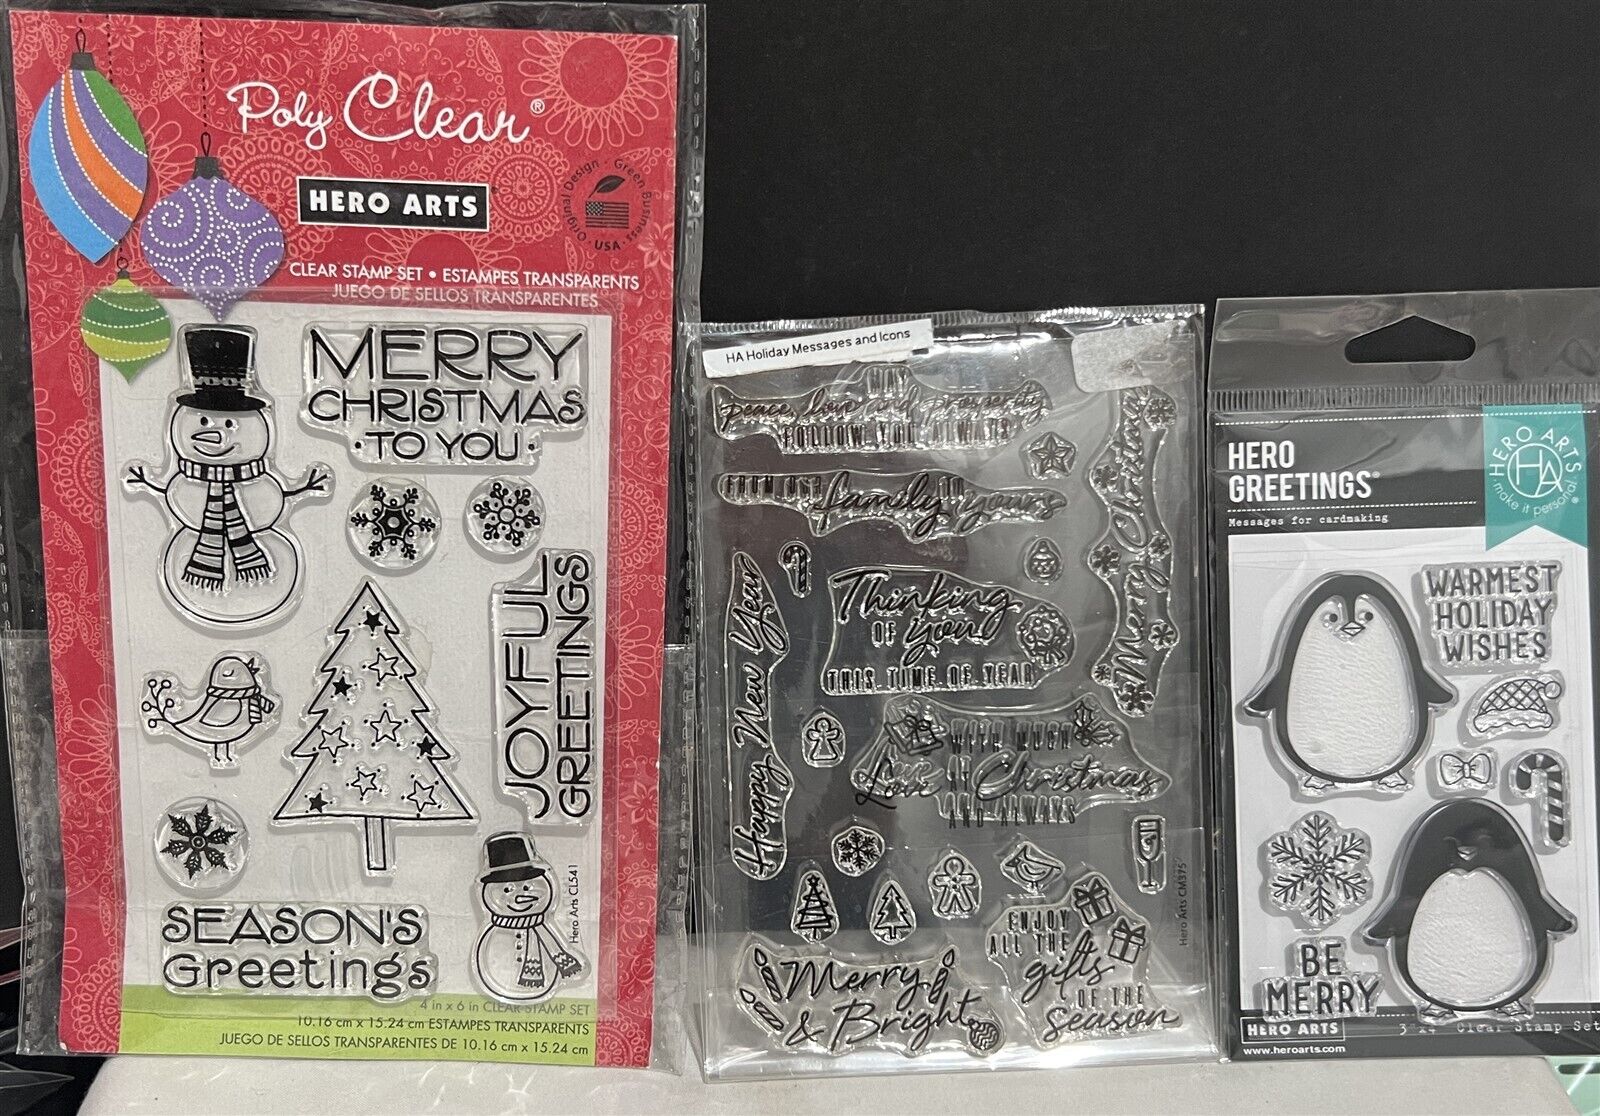 Poly Clear®
HERO ARTS®
Original Design · Green Business · USA ·
CLEAR STAMP SET • ESTAMPES TRANSPARENTS
JUEGO DE SELLOS TRANSPARENTES
MERRY
CHRISTMAS
·TO YOU·
JOYFUL
GREETINGS
SEASON'S
Greetings
Hero Arts CL541
4 in x 6 in CLEAR STAMP SET
10.16 cm x 15.24 cm ESTAMPES TRANSPARENTS
JUEGO DE SELLOS TRANSPARENTES DE 10.16 cm x 15.24 cm
HA Holiday Messages and Icons
MAY
peace, love and prosperity
FOLLOW YOU ALWAYS
FROM OUR family TO yours
Merry Christmas
Happy New Year
Thinking
OF you
THIS TIME OF YEAR
WITH MUCH
Love AT Christmas
AND ALWAYS
ENJOY
ALL THE
gifts
OF THE
season
Merry
& Bright
Hero Arts CM375
HERO
GREETINGS®
Messages for cardmaking
HERO ARTS
HA
make it personal
WARMEST
HOLIDAY
WISHES
BE
MERRY
HERO ARTS
3"x4" Clear Stamp Set
www.heroarts.com